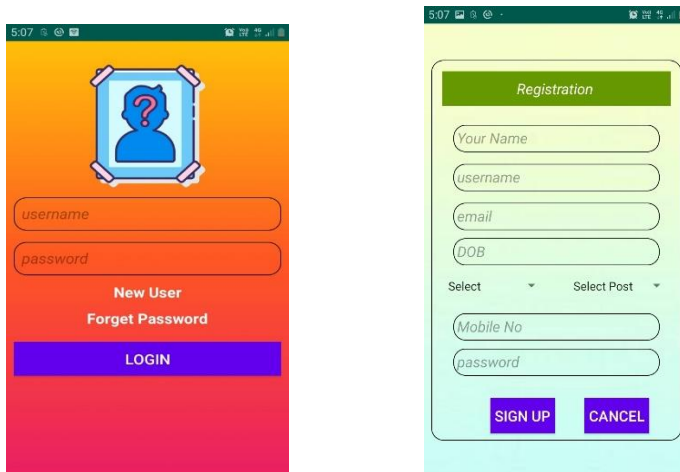 5:07
?
username
password
New User
Forget Password
LOGIN
5:07
Registration
Your Name
username
email
DOB
Select Select Post
Mobile No
password
SIGN UP CANCEL